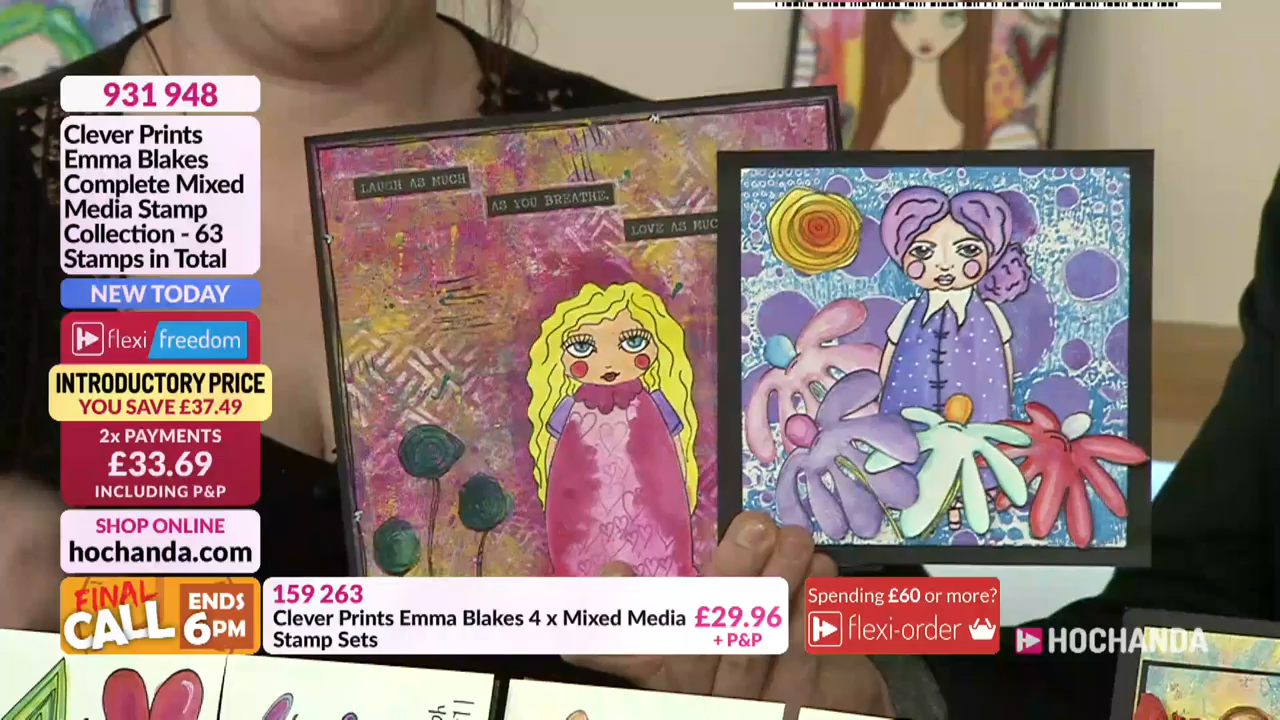 931 948
Clever Prints
Emma Blakes
Complete Mixed
Media Stamp
Collection - 63
Stamps in Total
NEW TODAY
flexi freedom
INTRODUCTORY PRICE
YOU SAVE £37.49
2x PAYMENTS
£33.69
INCLUDING P&P
SHOP ONLINE
hochanda.com
FINAL
CALL
ENDS
6PM
LAUGH AS MUCH
AS YOU BREATHE.
LOVE AS MUC
159 263
Clever Prints Emma Blakes 4 x Mixed Media
Stamp Sets
£29.96
+ P&P
Spending £60 or more?
flexi-order
HOCHANDA